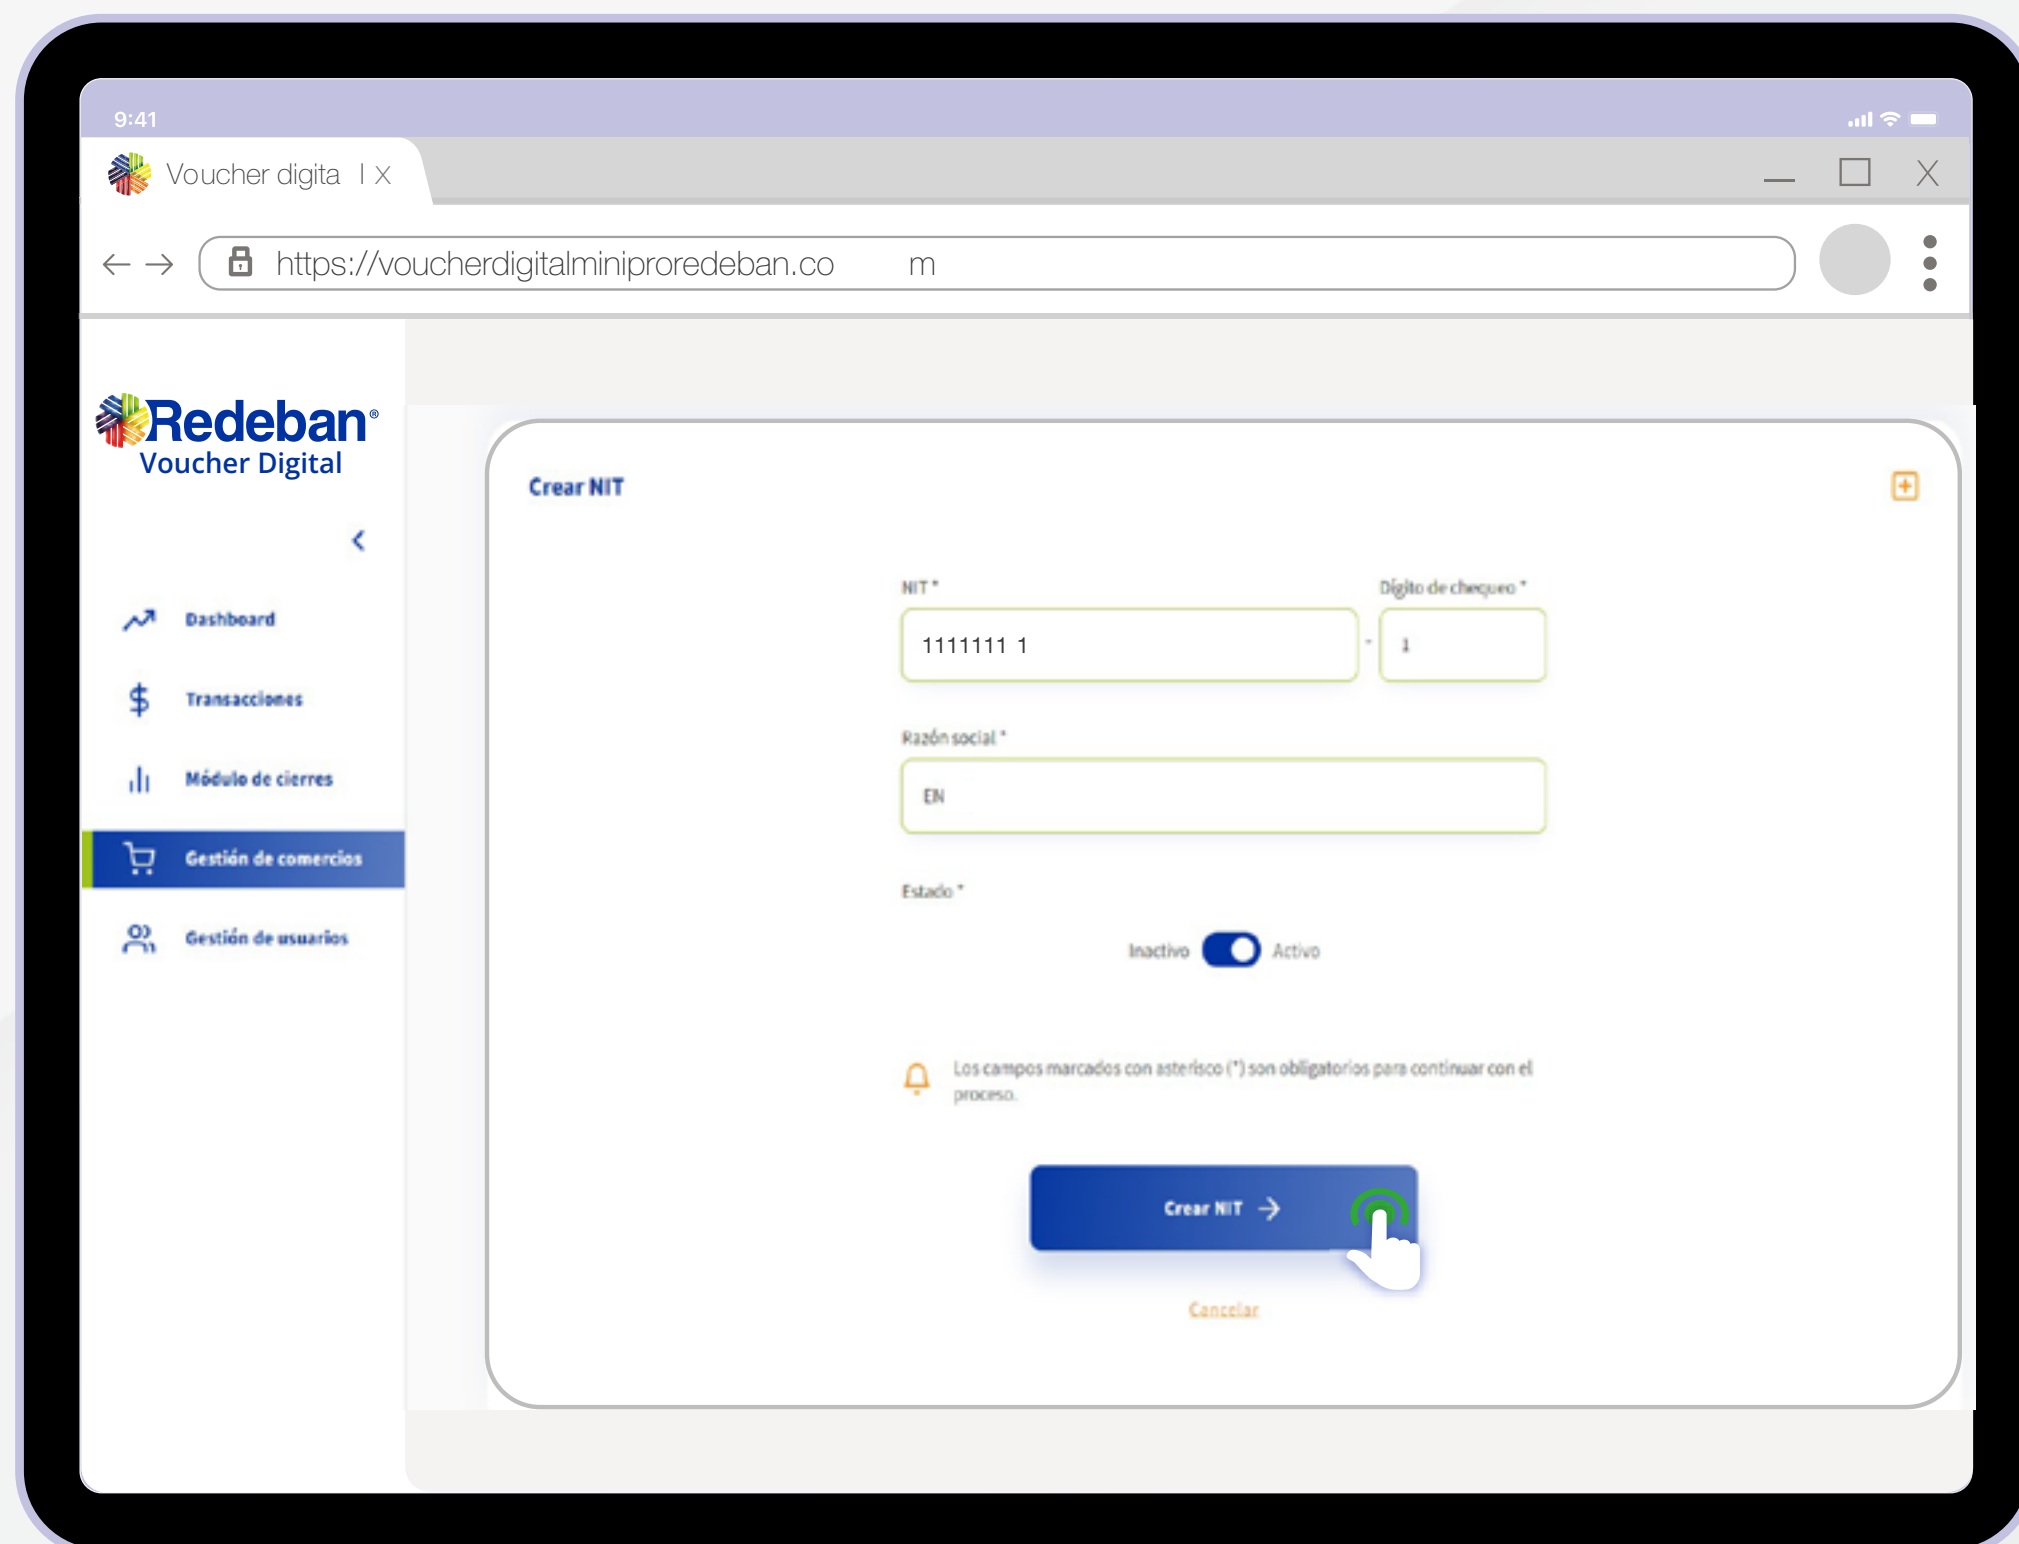 9:41
Voucher digita l X
X
https://voucherdigitalminiproredeban.co m
Redeban®
Voucher Digital
Crear NIT
NIT * Dígito de chequeo *
1111111 1 - 1
Dashboard
Transacciones
Razón social *
Módulo de cierres
EN
Gestión de comercios
Estado *
Gestión de usuarios
Inactivo Activo
Los campos marcados con asterisco (*) son obligatorios para continuar con el
proceso.
Crear NIT →
Cancelar